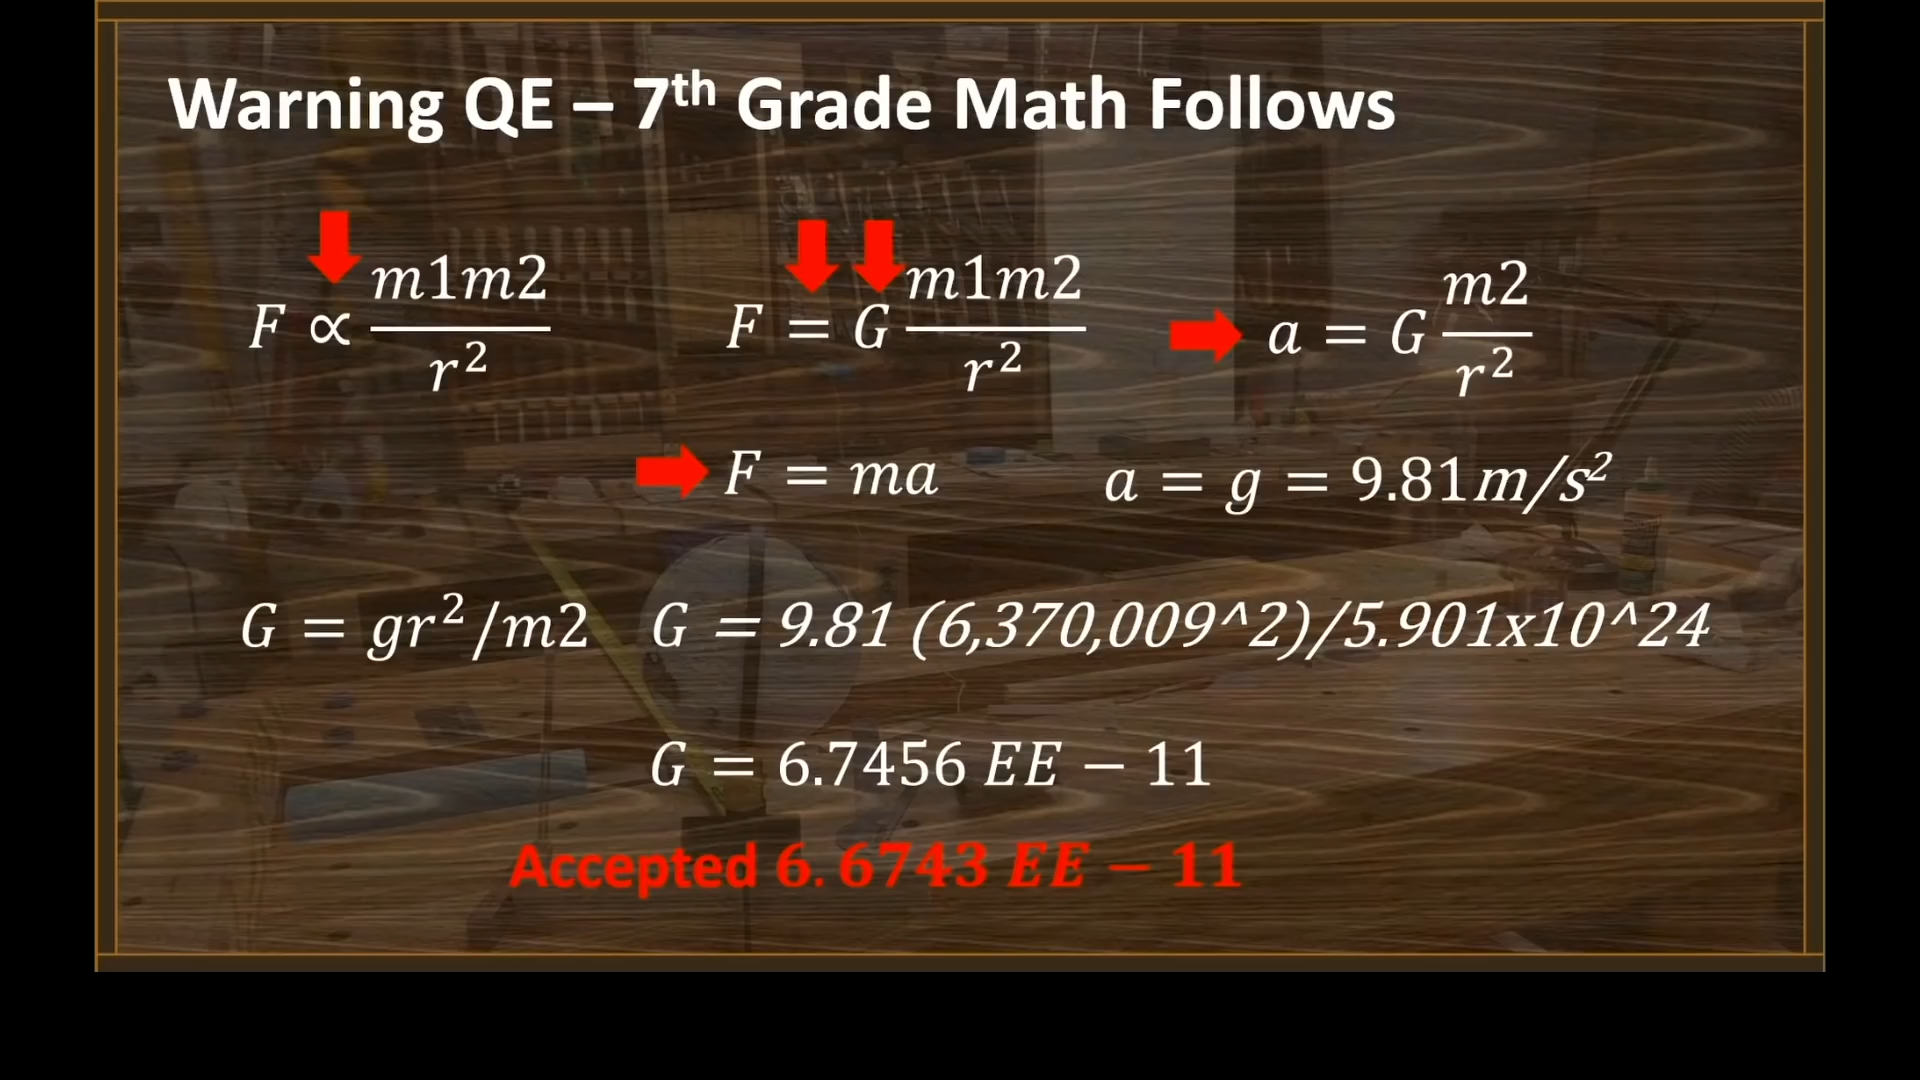 Warning QE – 7th Grade Math Follows
F ∝ m1m2 / r²
F = G m1m2 / r²
a = G m2 / r²
F = ma
a = g = 9.81m/s²
G = gr²/m2
G = 9.81 (6,370,009^2)/5.901x10^24
G = 6.7456 EE − 11
Accepted 6.6743 EE − 11